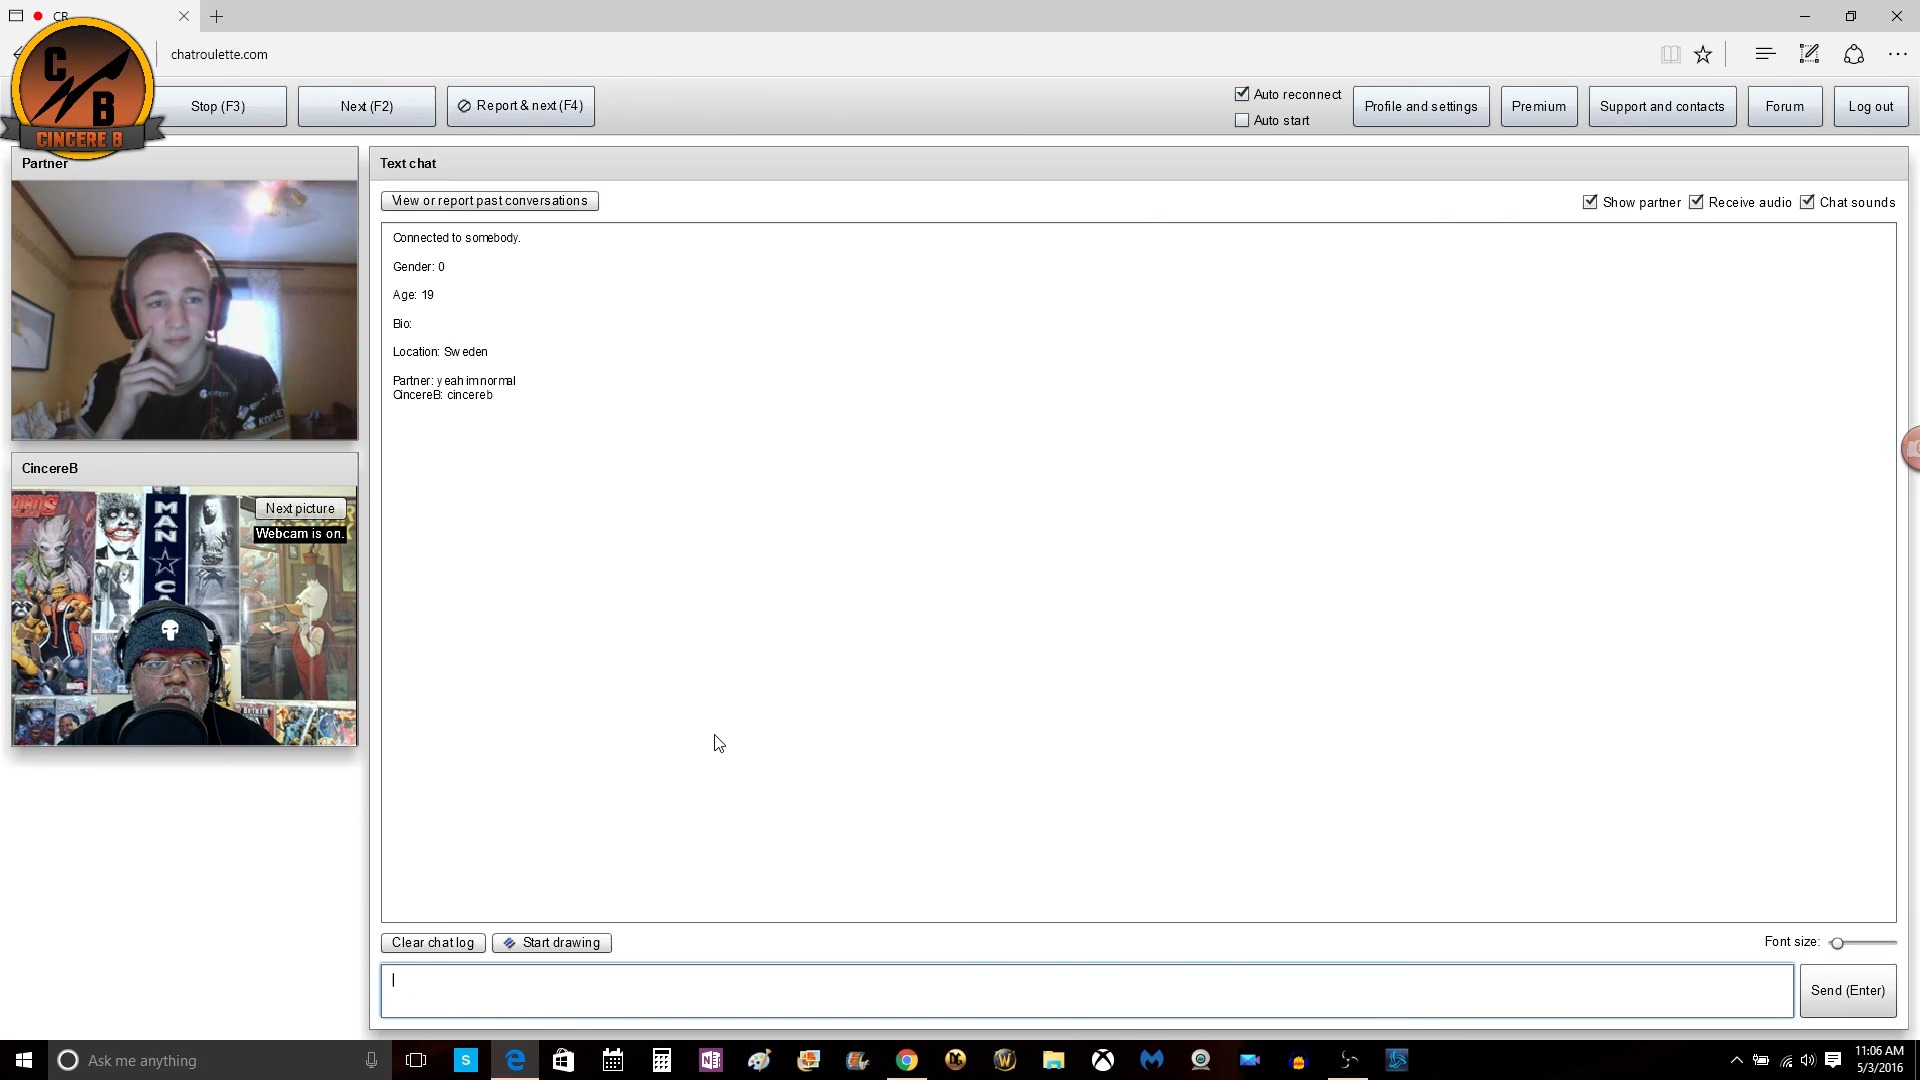 CR
chatroulette.com
C
B
CINCERE B
Stop (F3)
Next (F2)
Report & next (F4)
Auto reconnect
Auto start
Profile and settings
Premium
Support and contacts
Forum
Log out
Partner
Text chat
View or report past conversations
Show partner
Receive audio
Chat sounds
Connected to somebody.
Gender: 0
Age: 19
Bio:
Location: Sweden
Partner: yeah im normal
CincereB: cincereb
CincereB
Next picture
Webcam is on.
MAN
CA
Clear chat log
Start drawing
Font size:
Send (Enter)
Ask me anything
11:06 AM
5/3/2016